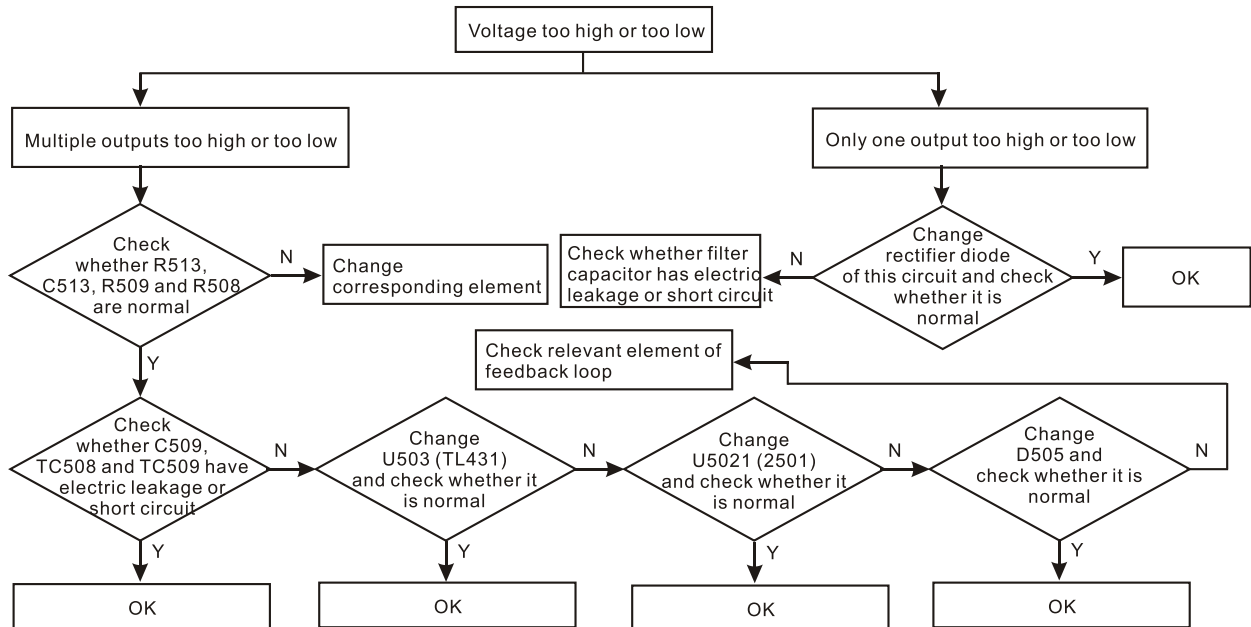 Voltage too high or too low
Multiple outputs too high or too low
Only one output too high or too low
Check
whether R513,
C513, R509 and R508
are normal
N
Change
corresponding element
Check whether filter
capacitor has electric
leakage or short circuit
N
Change
rectifier diode
of this circuit and check
whether it is
normal
Y
OK
Y
Check relevant element of
feedback loop
Check
whether C509,
TC508 and TC509 have
electric leakage or
short circuit
N
Change
U503 (TL431)
and check whether it
is normal
N
Change
U5021 (2501)
and check whether it
is normal
N
Change
D505 and
check whether it is
normal
N
Y
Y
Y
Y
OK
OK
OK
OK